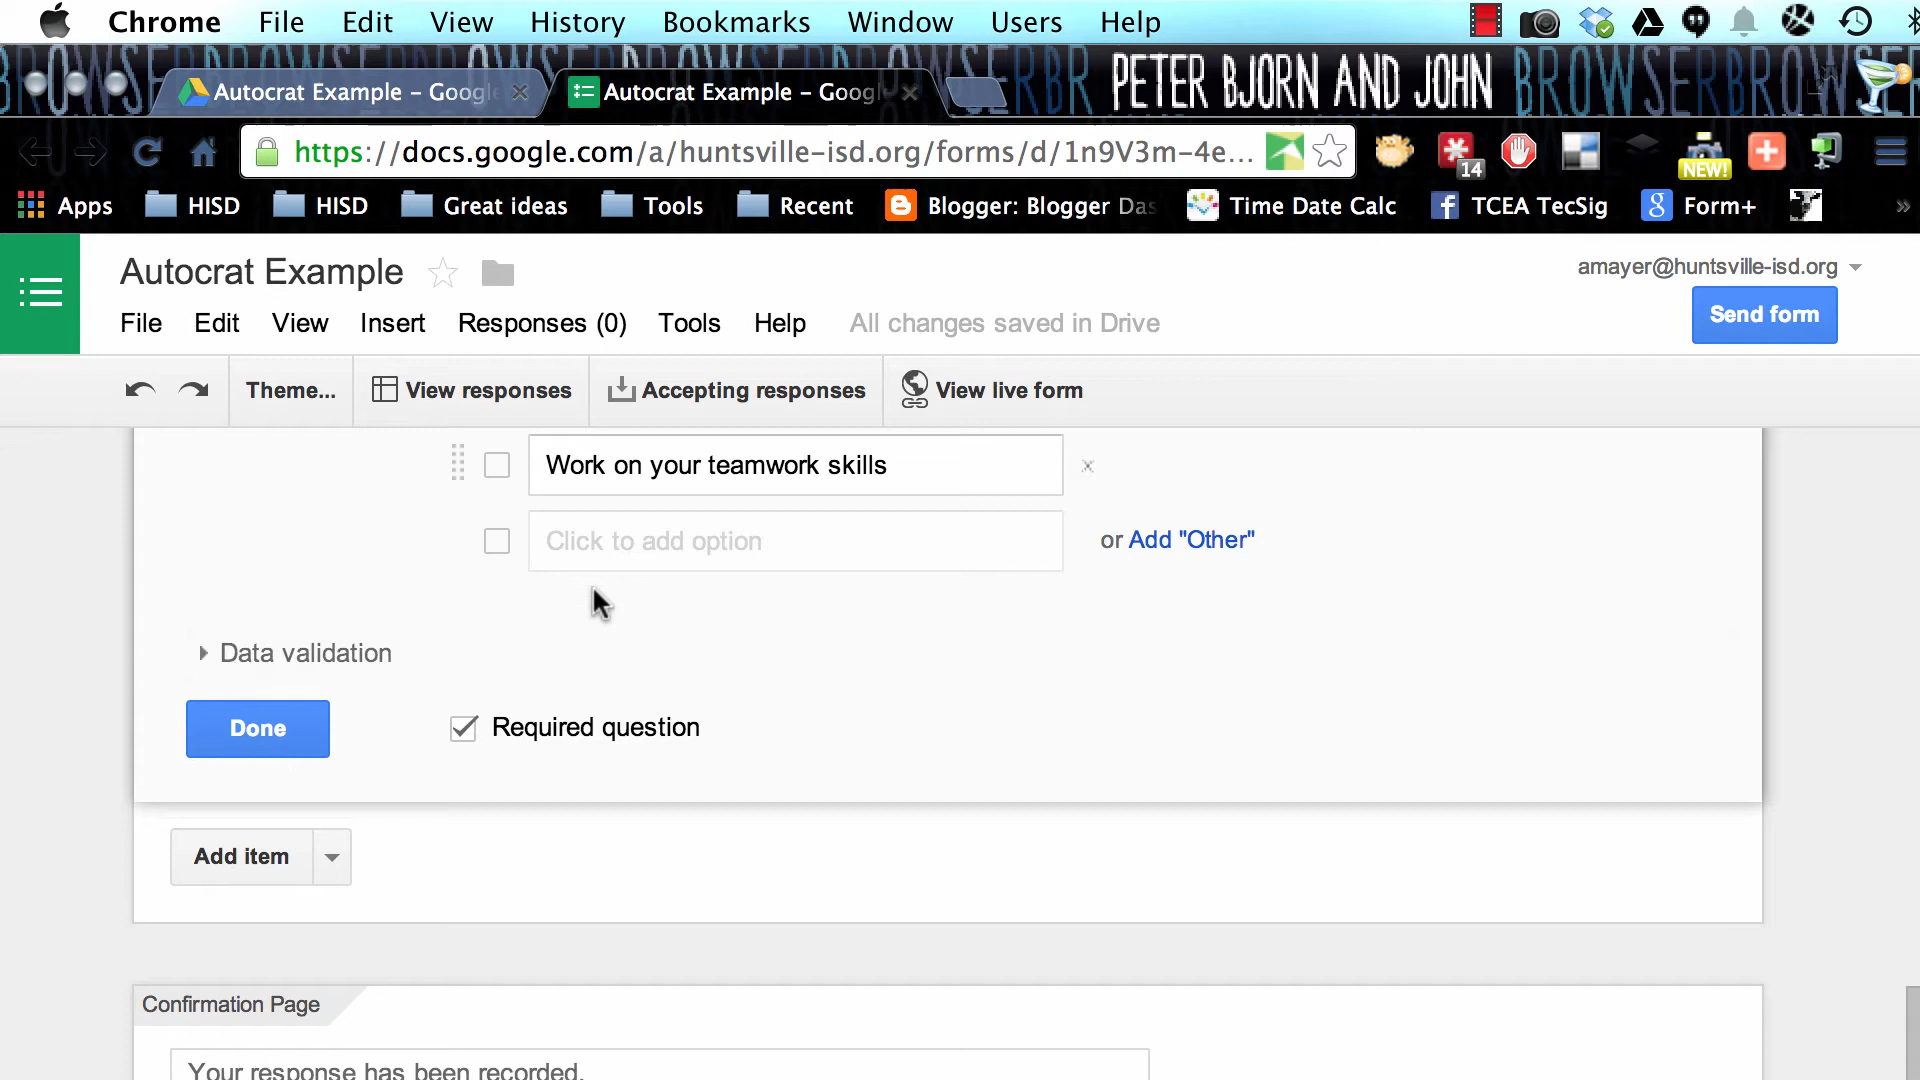 Chrome File Edit View History Bookmarks Window Users Help
PETER BJORN AND JOHN
Autocrat Example – Googl
Autocrat Example – Googl
https://docs.google.com/a/huntsville-isd.org/forms/d/1n9V3m-4e...
14
NEW!
Apps HISD HISD Great ideas Tools Recent Blogger: Blogger Das Time Date Calc TCEA TecSig Form+ »
Autocrat Example
amayer@huntsville-isd.org
File Edit View Insert Responses (0) Tools Help All changes saved in Drive
Send form
Theme... View responses Accepting responses View live form
Work on your teamwork skills
Click to add option or Add "Other"
Data validation
Done Required question
Add item
Confirmation Page
Your response has been recorded.